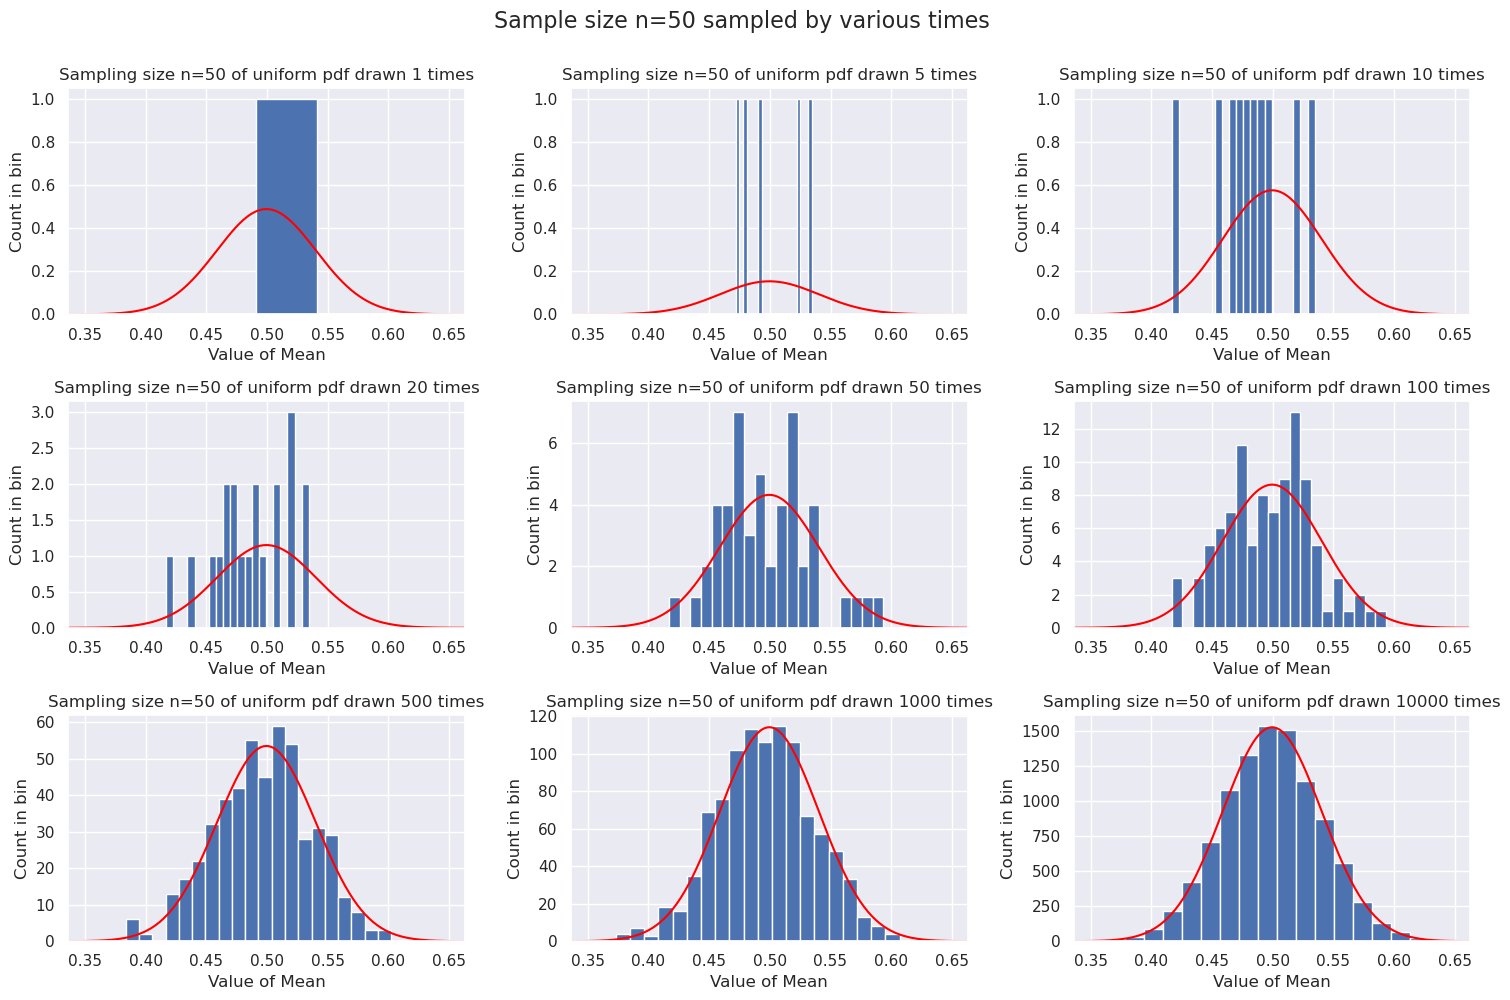 Sample size n=50 sampled by various times
Sampling size n=50 of uniform pdf drawn 1 times
Count in bin
1.0
0.8
0.6
0.4
0.2
0.0
0.35 0.40 0.45 0.50 0.55 0.60 0.65
Value of Mean
Sampling size n=50 of uniform pdf drawn 5 times
Count in bin
1.0
0.8
0.6
0.4
0.2
0.0
0.35 0.40 0.45 0.50 0.55 0.60 0.65
Value of Mean
Sampling size n=50 of uniform pdf drawn 10 times
Count in bin
1.0
0.8
0.6
0.4
0.2
0.0
0.35 0.40 0.45 0.50 0.55 0.60 0.65
Value of Mean
Sampling size n=50 of uniform pdf drawn 20 times
Count in bin
3.0
2.5
2.0
1.5
1.0
0.5
0.0
0.35 0.40 0.45 0.50 0.55 0.60 0.65
Value of Mean
Sampling size n=50 of uniform pdf drawn 50 times
Count in bin
6
4
2
0
0.35 0.40 0.45 0.50 0.55 0.60 0.65
Value of Mean
Sampling size n=50 of uniform pdf drawn 100 times
Count in bin
12
10
8
6
4
2
0
0.35 0.40 0.45 0.50 0.55 0.60 0.65
Value of Mean
Sampling size n=50 of uniform pdf drawn 500 times
Count in bin
60
50
40
30
20
10
0
0.35 0.40 0.45 0.50 0.55 0.60 0.65
Value of Mean
Sampling size n=50 of uniform pdf drawn 1000 times
Count in bin
120
100
80
60
40
20
0
0.35 0.40 0.45 0.50 0.55 0.60 0.65
Value of Mean
Sampling size n=50 of uniform pdf drawn 10000 times
Count in bin
1500
1250
1000
750
500
250
0
0.35 0.40 0.45 0.50 0.55 0.60 0.65
Value of Mean